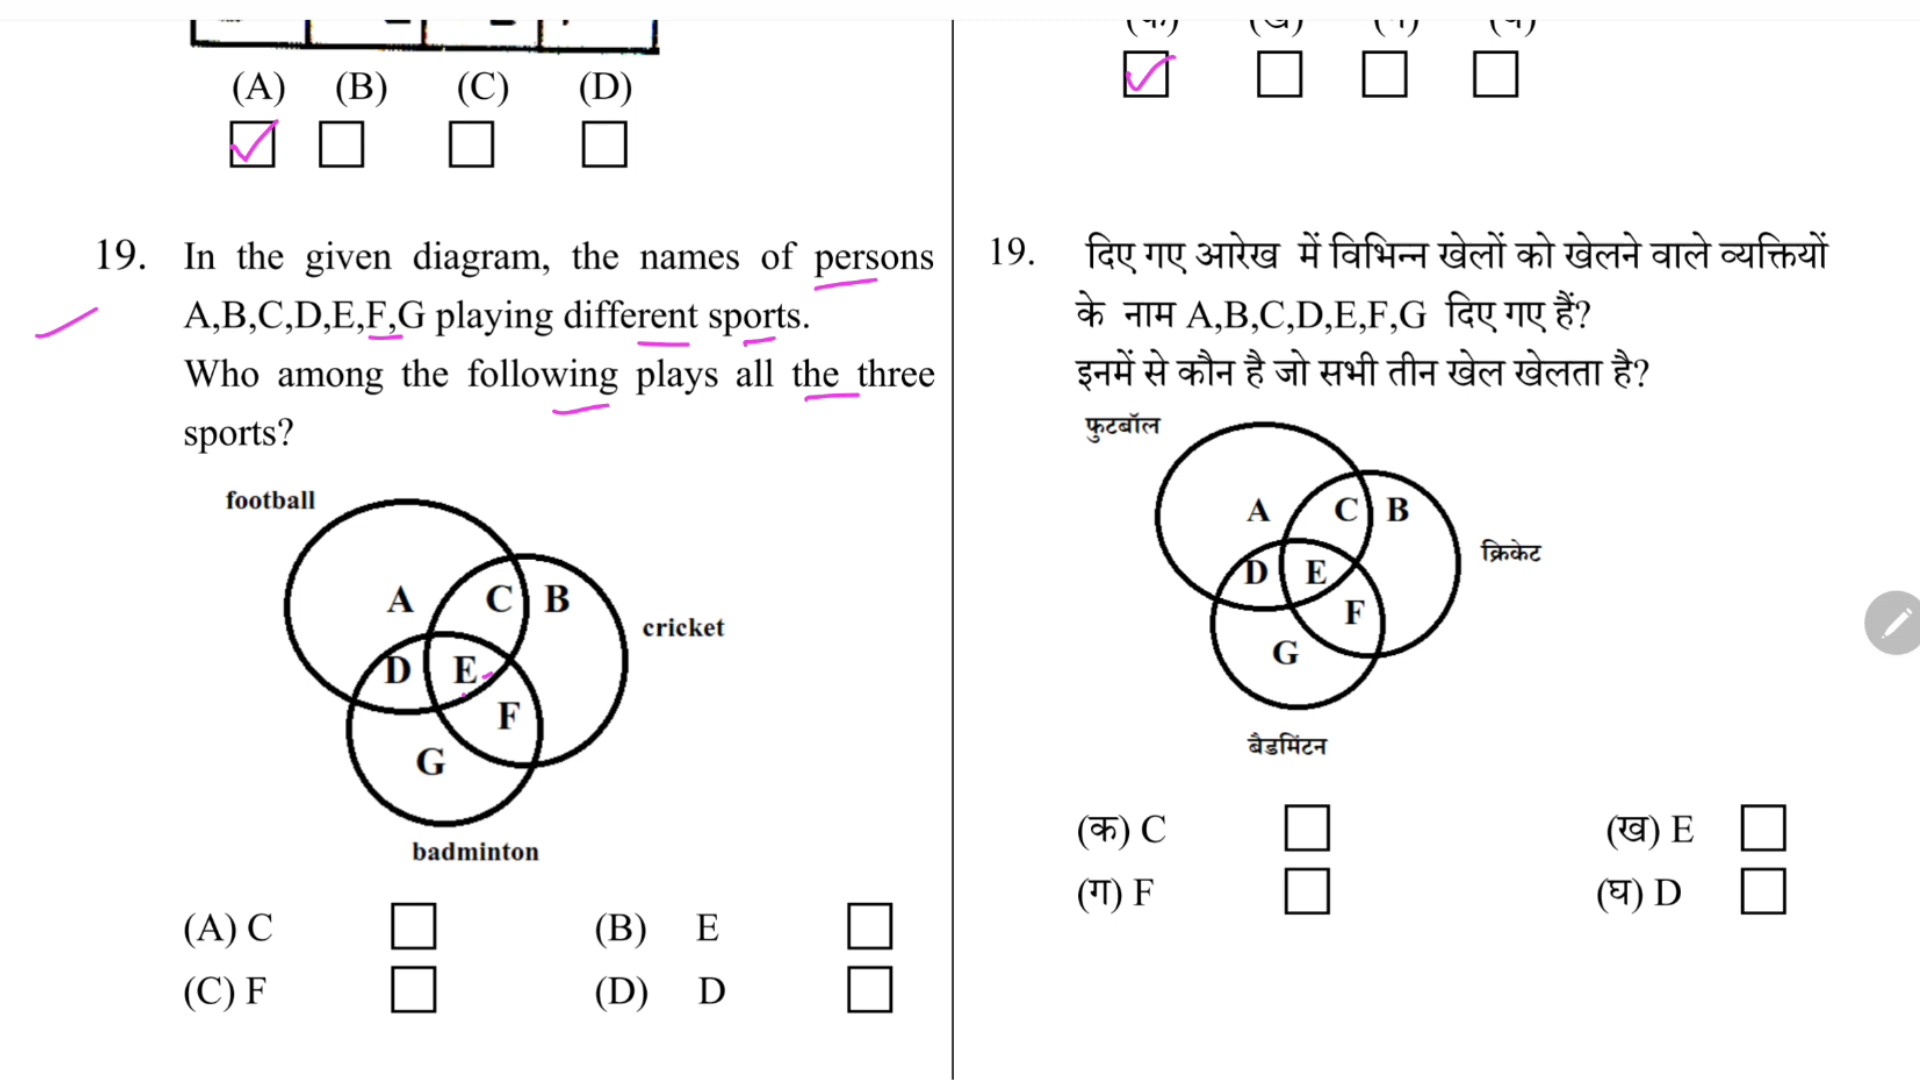 (A) (B) (C) (D)
19. In the given diagram, the names of persons
A,B,C,D,E,F,G playing different sports.
Who among the following plays all the three
sports?
football
A C B
cricket
D E
F
G
badminton
(A) C (B) E
(C) F (D) D
(क) (ख) (ग) (घ)
19. दिए गए आरेख में विभिन्न खेलों को खेलने वाले व्यक्तियों
के नाम A,B,C,D,E,F,G दिए गए हैं?
इनमें से कौन है जो सभी तीन खेल खेलता है?
फुटबॉल
A C B
क्रिकेट
D E
F
G
बैडमिंटन
(क) C (ख) E
(ग) F (घ) D